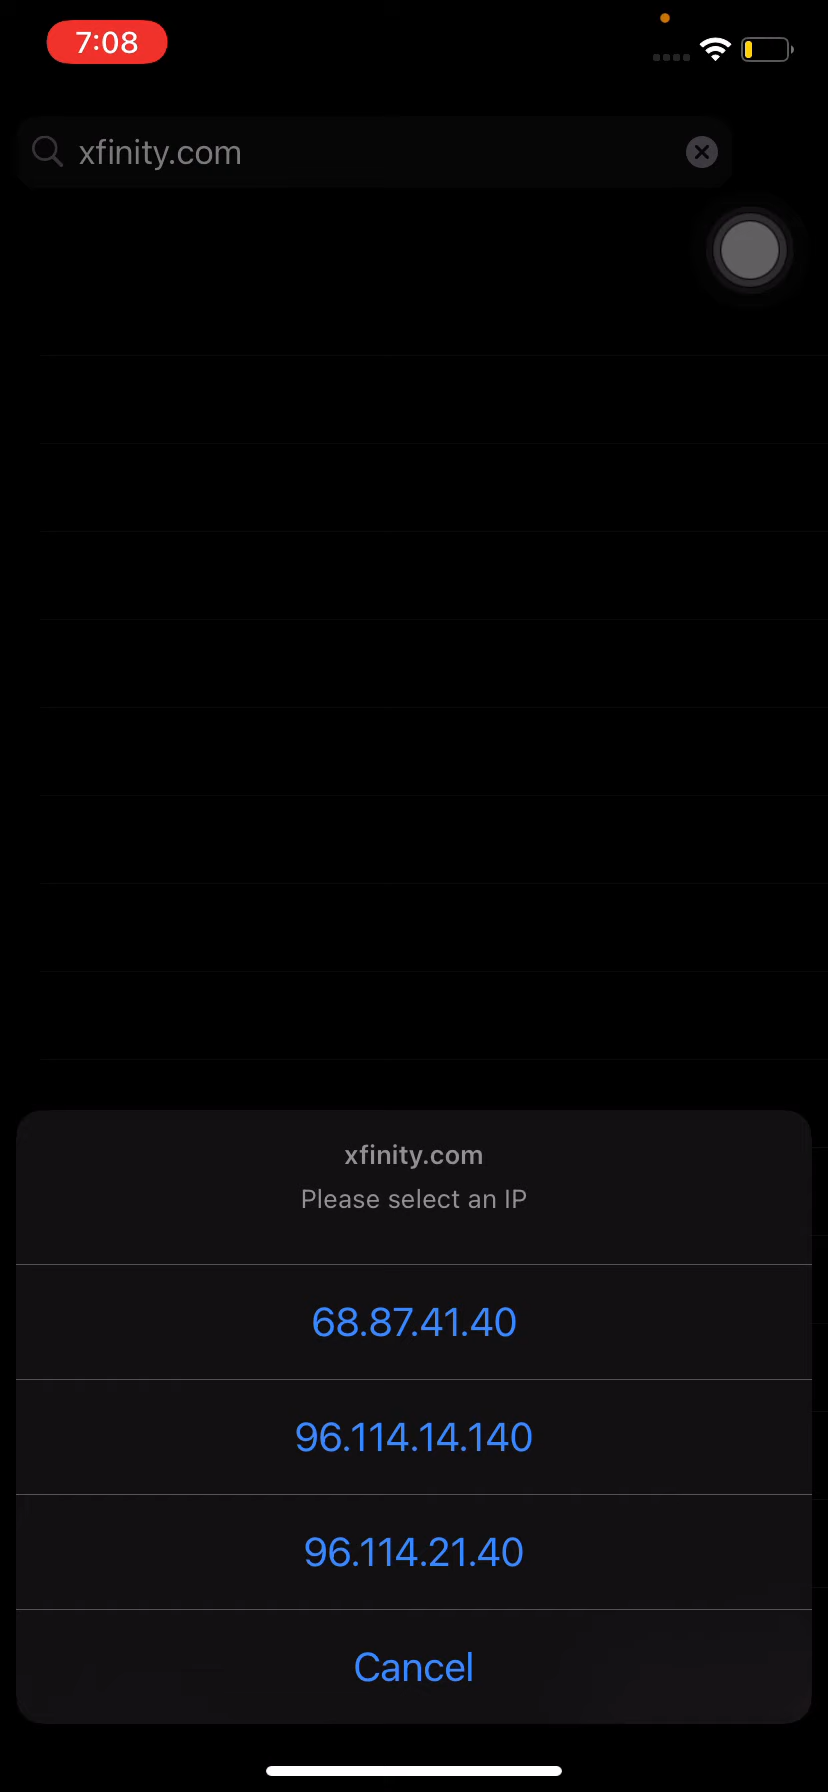 7:08
xfinity.com
xfinity.com
Please select an IP
68.87.41.40
96.114.14.140
96.114.21.40
Cancel